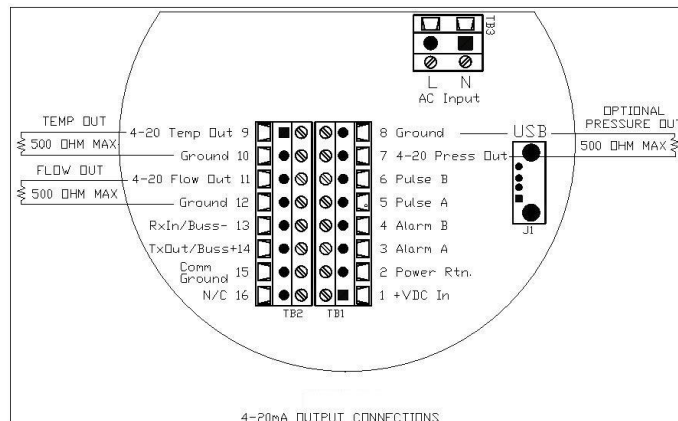 TB3
L N
AC Input
TEMP OUT
500 OHM MAX
FLOW OUT
500 OHM MAX
4-20 Temp Out 9
Ground 10
4-20 Flow Out 11
Ground 12
RxIn/Buss- 13
TxOut/Buss+14
Comm
Ground 15
N/C 16
TB2 TB1
8 Ground
7 4-20 Press Out
6 Pulse B
5 Pulse A
4 Alarm B
3 Alarm A
2 Power Rtn.
1 +VDC In
USB
J1
OPTIONAL
PRESSURE OUT
500 OHM MAX
4-20mA OUTPUT CONNECTIONS